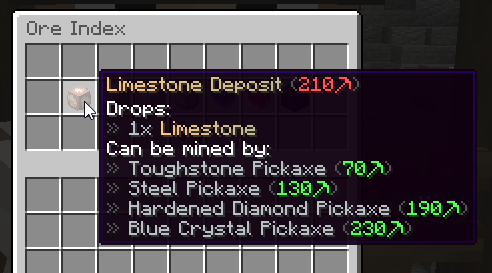 Ore Index
Limestone Deposit (210⛏)
Drops:
» 1x Limestone
Can be mined by:
» Toughstone Pickaxe (70⛏)
» Steel Pickaxe (130⛏)
» Hardened Diamond Pickaxe (190⛏)
» Blue Crystal Pickaxe (230⛏)